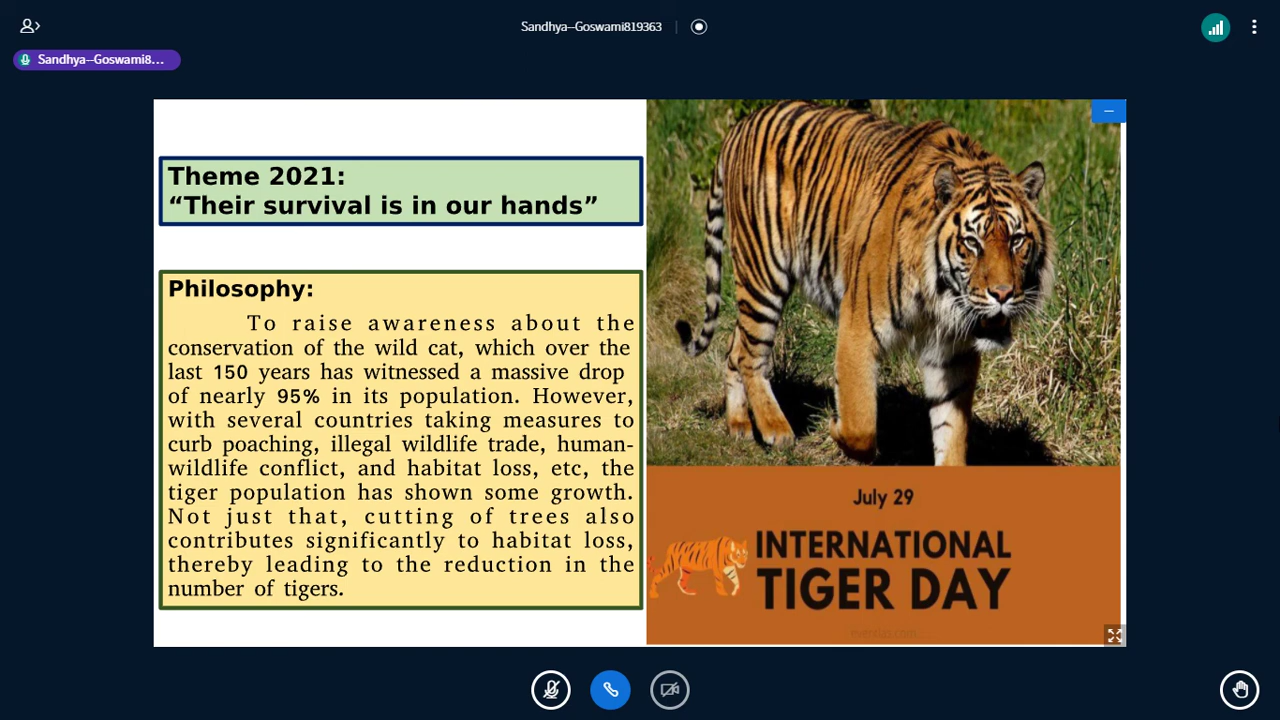 Sandhya--Goswami819363
Sandhya--Goswami8...
Theme 2021:
“Their survival is in our hands”
Philosophy:
To raise awareness about the
conservation of the wild cat, which over the
last 150 years has witnessed a massive drop
of nearly 95% in its population. However,
with several countries taking measures to
curb poaching, illegal wildlife trade, human-
wildlife conflict, and habitat loss, etc, the
tiger population has shown some growth.
Not just that, cutting of trees also
contributes significantly to habitat loss,
thereby leading to the reduction in the
number of tigers.
July 29
INTERNATIONAL
TIGER DAY